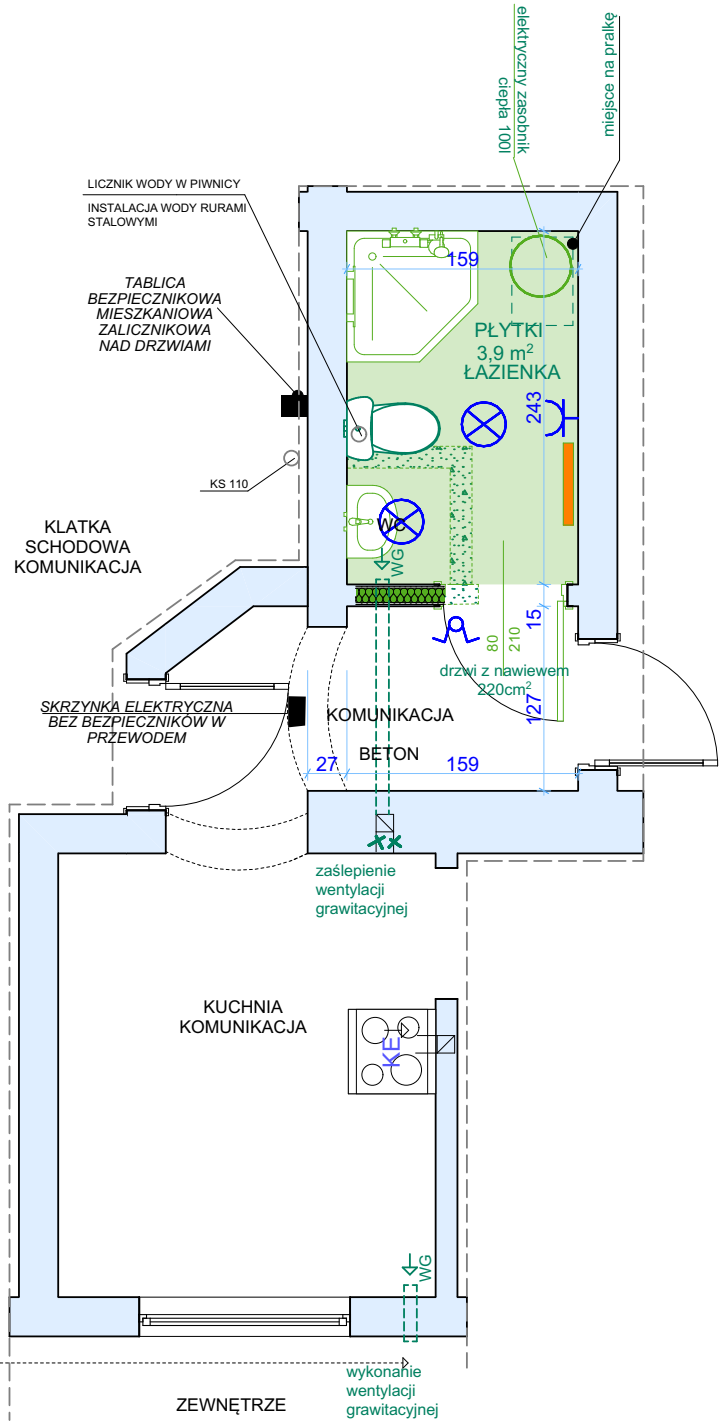 elektryczny zasobnik
ciepła 100l
miejsce na pralkę
LICZNIK WODY W PIWNICY
INSTALACJA WODY RURAMI
STALOWYMI
TABLICA
BEZPIECZNIKOWA
MIESZKANIOWA
ZALICZNIKOWA
NAD DRZWIAMI
159
PŁYTKI
3,9 m²
ŁAZIENKA
243
KS 110
KLATKA
SCHODOWA
KOMUNIKACJA
WC
WG
80
210
15
drzwi z nawiewem
220cm²
127
SKRZYNKA ELEKTRYCZNA
BEZ BEZPIECZNIKÓW W
PRZEWODEM
KOMUNIKACJA
BETON
27
159
zaślepienie
wentylacji
grawitacyjnej
KUCHNIA
KOMUNIKACJA
KE
WG
wykonanie
wentylacji
grawitacyjnej
ZEWNĘTRZE